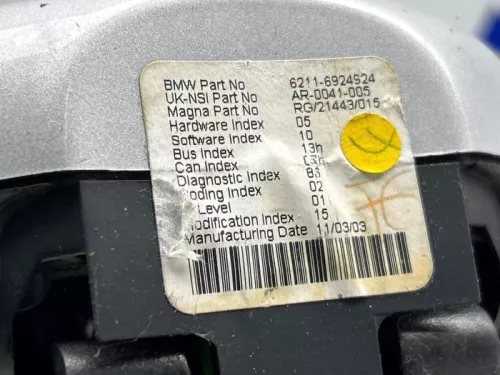 BMW Part No 6211-6924924
UK-NSI Part No AR-0041-005
Magna Part No RG/21443/015
Hardware Index 05
Software Index 10
Bus Index 13h
Can Index
Diagnostic Index
Coding Index 02
Level 01
Modification Index 15
Manufacturing Date 11/03/03